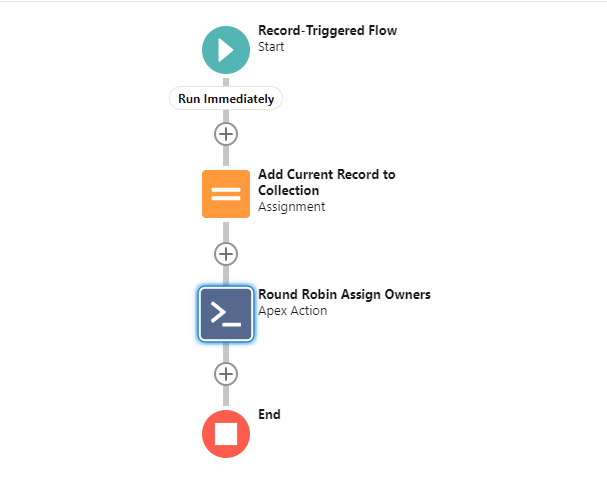 Record-Triggered Flow
Start
Run Immediately
Add Current Record to
Collection
Assignment
Round Robin Assign Owners
Apex Action
End